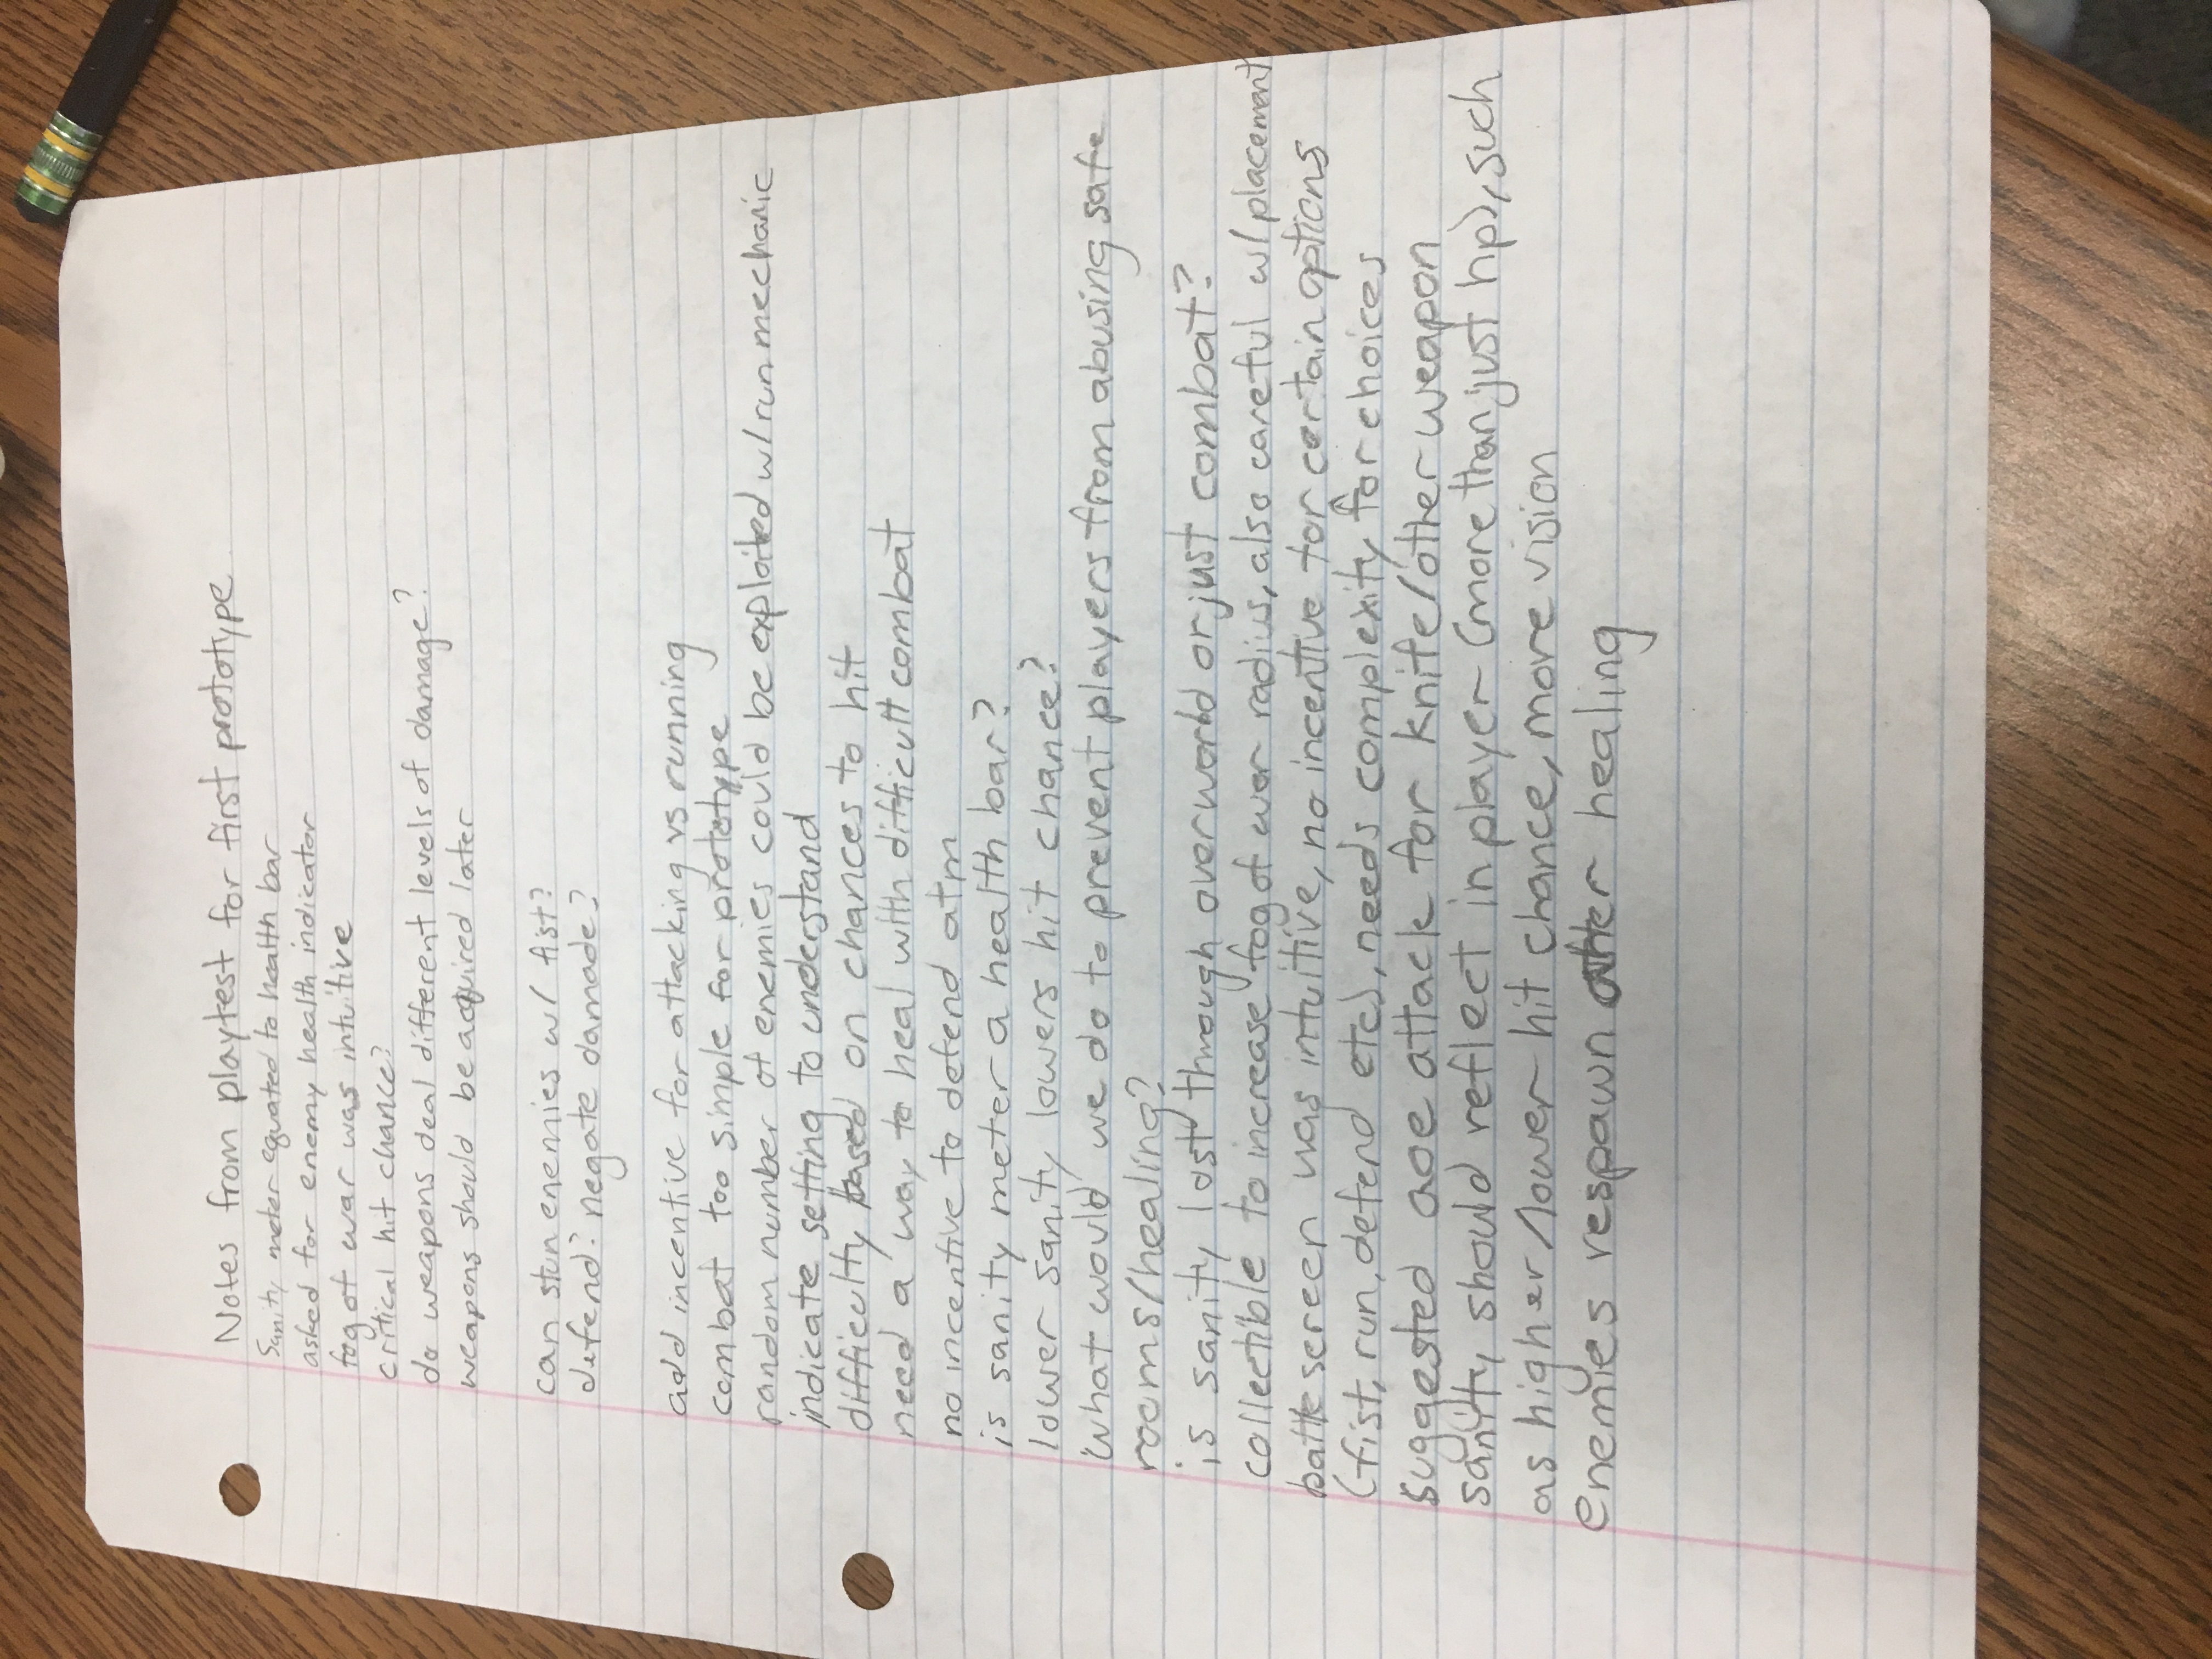 Notes from playtest for first prototype
Sanity meter equated to health bar
asked for enemy health indicator
fog of war was intuitive
critical hit chance?
do weapons deal different levels of damage?
weapons should be acquired later
can stun enemies w/ fist?
defend? negate damade?
add incentive for attacking vs running
combat too simple for prototype
random number of enemies could be exploited w/ run mechanic
indicate setting to understand
difficulty based on chances to hit
need a way to heal with difficult combat
no incentive to defend atm
is sanity meter a health bar?
lower sanity lowers hit chance?
what would we do to prevent players from abusing safe
rooms/healing?
is sanity lost through overworld or just combat?
collectible to increase fog of war radius, also careful w/ placement
battle screen was intuitive, no incentive for certain options
(fist, run, defend etc), needs complexity for choices
suggested aoe attack for knife/other weapon
sanity should reflect in player (more than just hp), such
as higher/lower hit chance, more vision
enemies respawn after healing